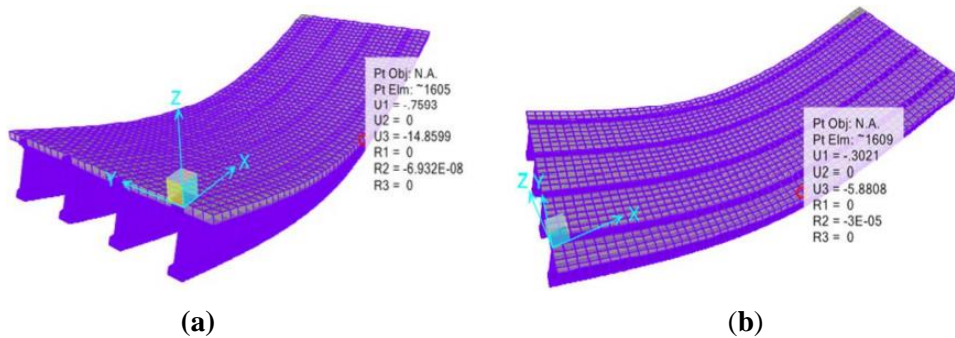 Z
Y
X
Pt Obj: N.A.
Pt Elm: ~1605
U1 = -.7593
U2 = 0
U3 = -14.8599
R1 = 0
R2 = -6.932E-08
R3 = 0
Z
Y
X
Pt Obj: N.A.
Pt Elm: ~1609
U1 = -.3021
U2 = 0
U3 = -5.8808
R1 = 0
R2 = -3E-05
R3 = 0
(a)
(b)